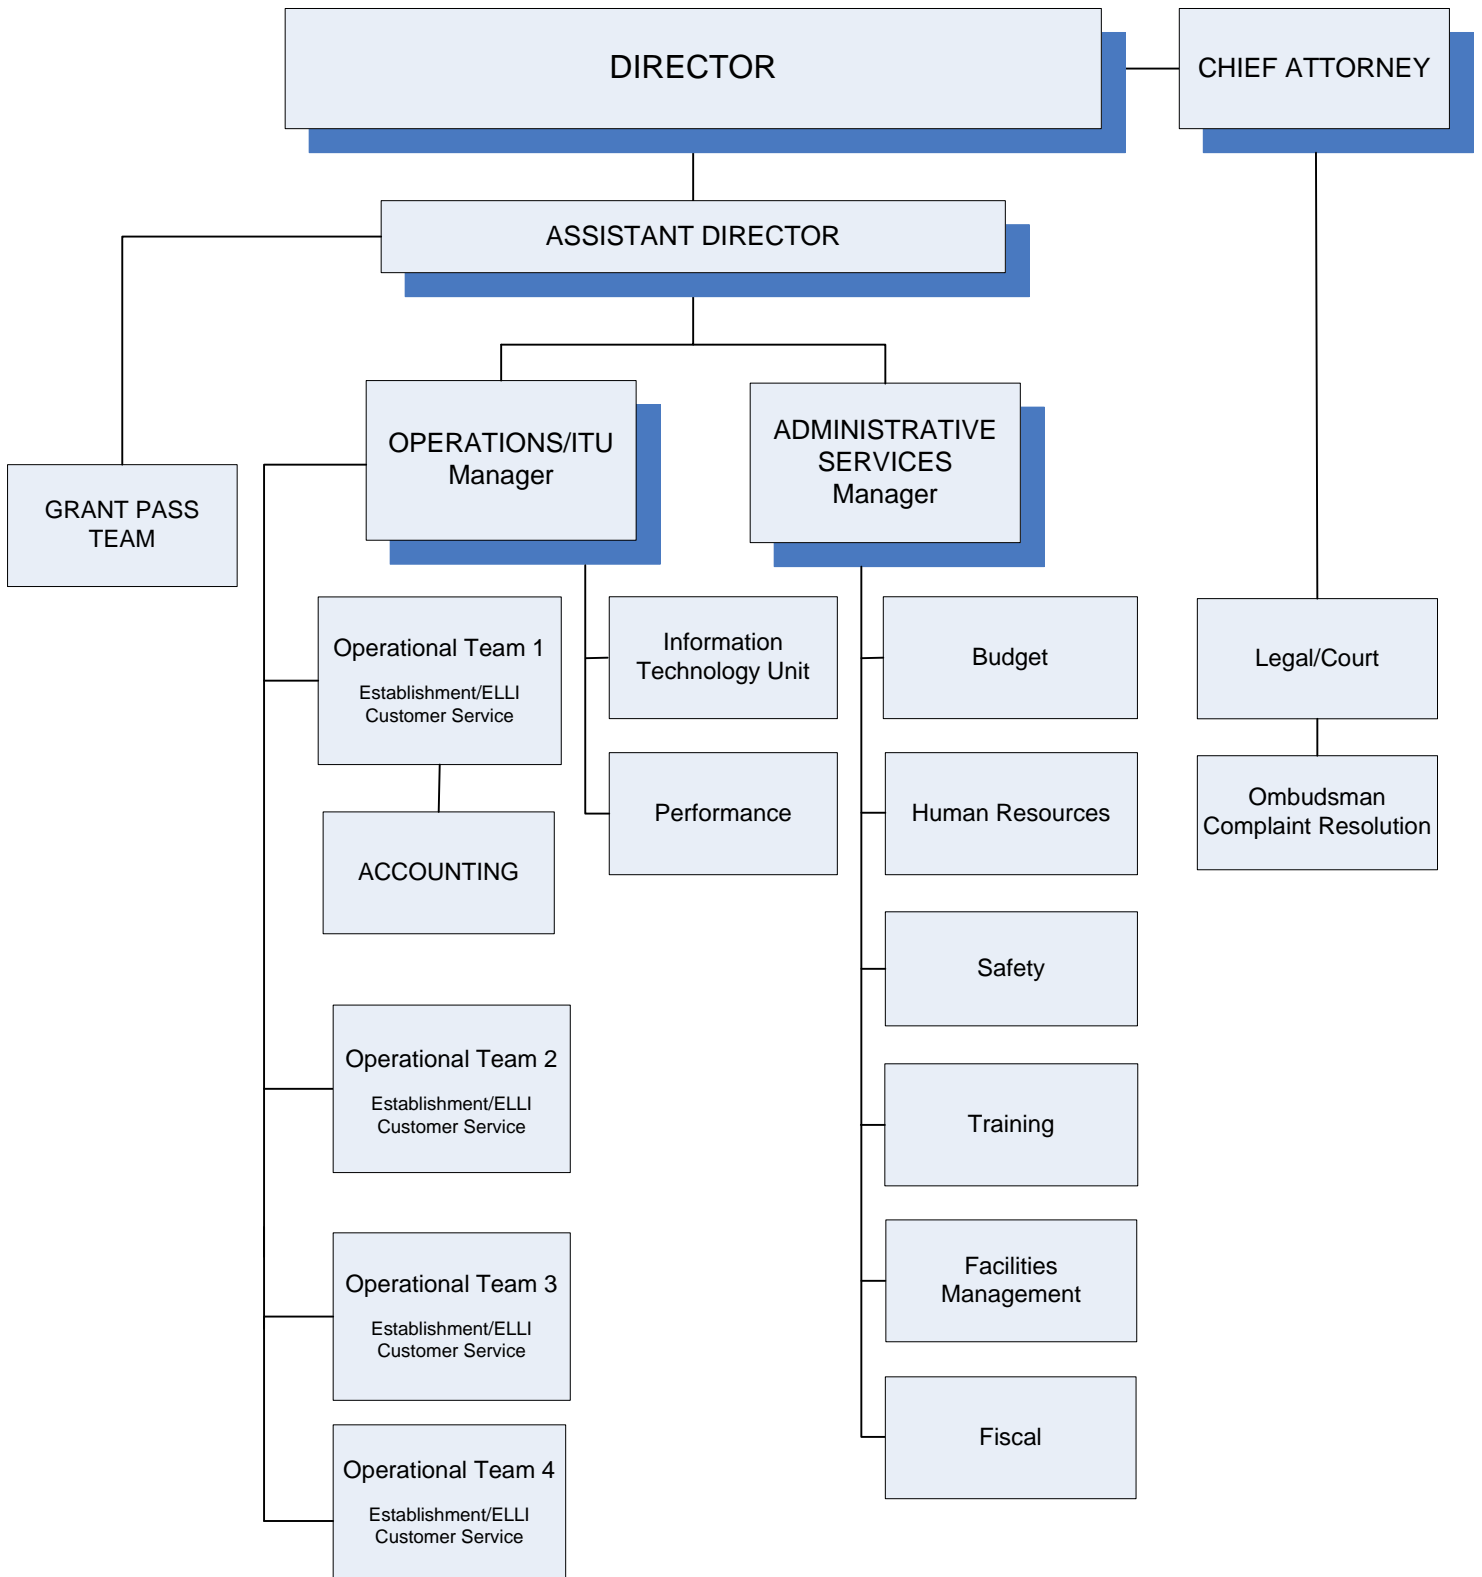 DIRECTOR
CHIEF ATTORNEY
ASSISTANT DIRECTOR
OPERATIONS/ITU
Manager
ADMINISTRATIVE
SERVICES
Manager
GRANT PASS
TEAM
Operational Team 1
Establishment/ELLI
Customer Service
Information
Technology Unit
Budget
Legal/Court
ACCOUNTING
Performance
Human Resources
Ombudsman
Complaint Resolution
Safety
Operational Team 2
Establishment/ELLI
Customer Service
Training
Operational Team 3
Establishment/ELLI
Customer Service
Facilities
Management
Operational Team 4
Establishment/ELLI
Customer Service
Fiscal